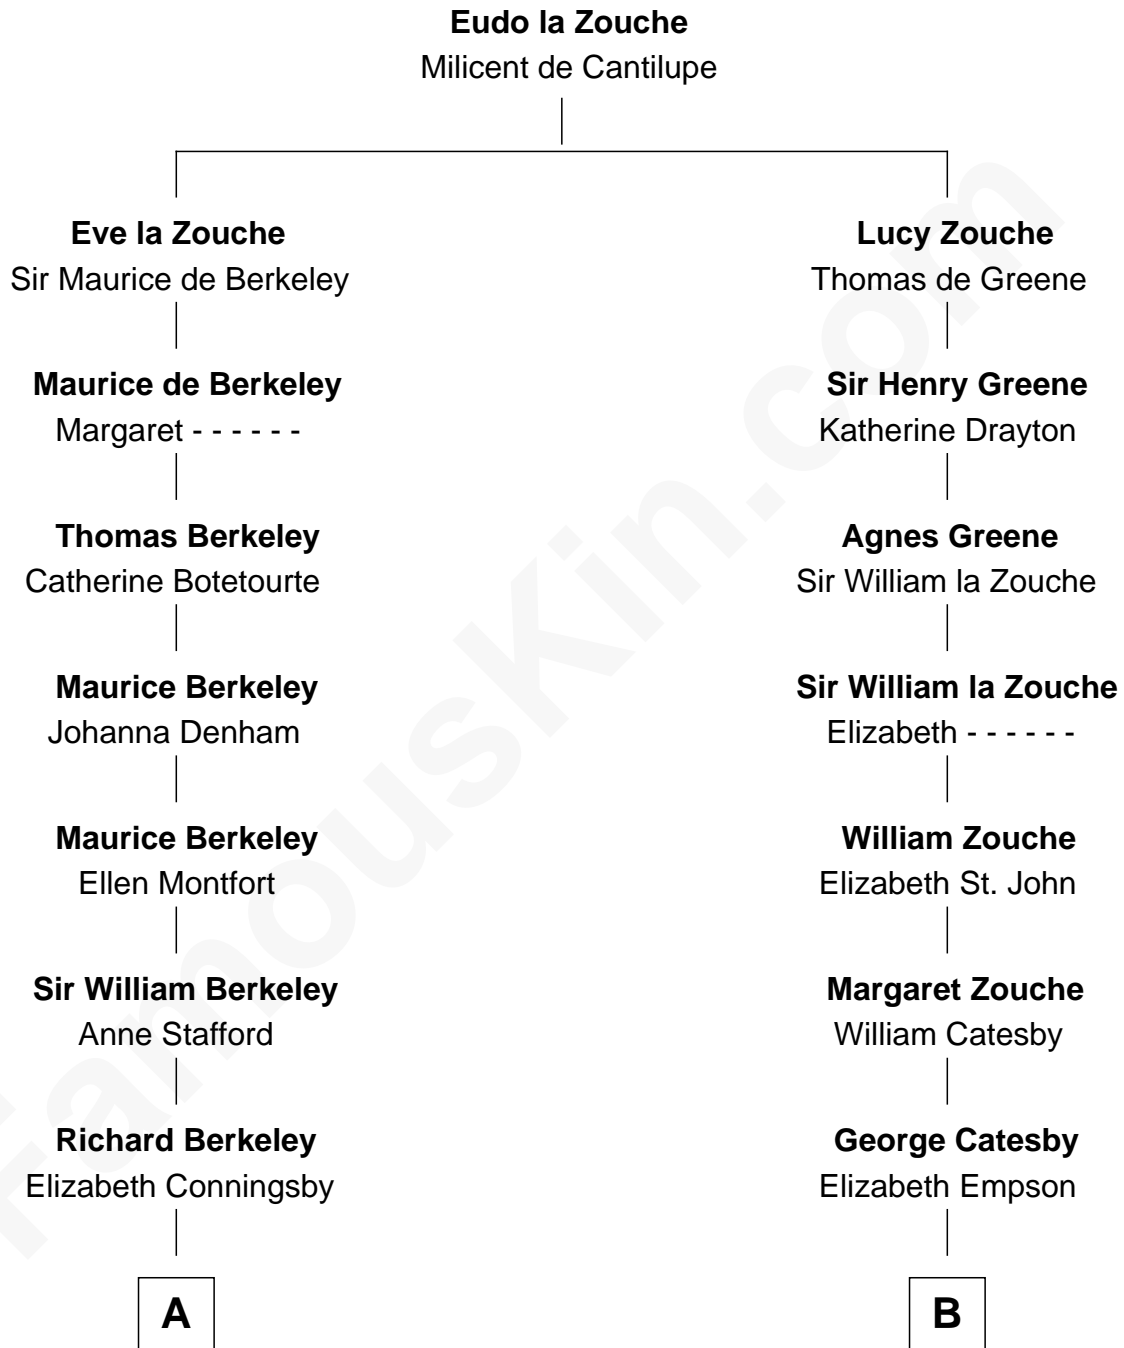 Eudo la Zouche
Milicent de Cantilupe
Eve la Zouche
Sir Maurice de Berkeley
Lucy Zouche
Thomas de Greene
Maurice de Berkeley
Margaret - - - - - -
Sir Henry Greene
Katherine Drayton
Thomas Berkeley
Catherine Botetourte
Agnes Greene
Sir William la Zouche
Maurice Berkeley
Johanna Denham
Sir William la Zouche
Elizabeth - - - - - -
Maurice Berkeley
Ellen Montfort
William Zouche
Elizabeth St. John
Sir William Berkeley
Anne Stafford
Margaret Zouche
William Catesby
Richard Berkeley
Elizabeth Conningsby
George Catesby
Elizabeth Empson
A
B
FamousKin.com